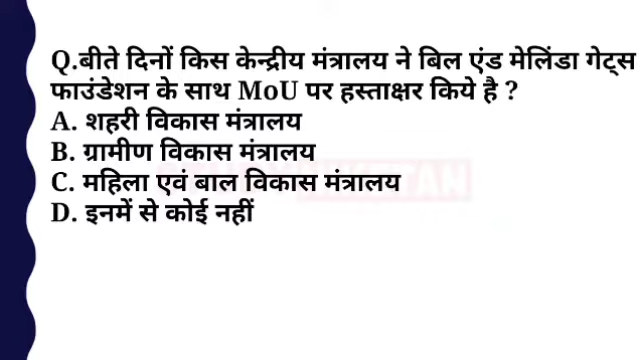 Q.बीते दिनों किस केन्द्रीय मंत्रालय ने बिल एंड मेलिंडा गेट्स
फाउंडेशन के साथ MoU पर हस्ताक्षर किये है ?
A. शहरी विकास मंत्रालय
B. ग्रामीण विकास मंत्रालय
C. महिला एवं बाल विकास मंत्रालय
D. इनमें से कोई नहीं